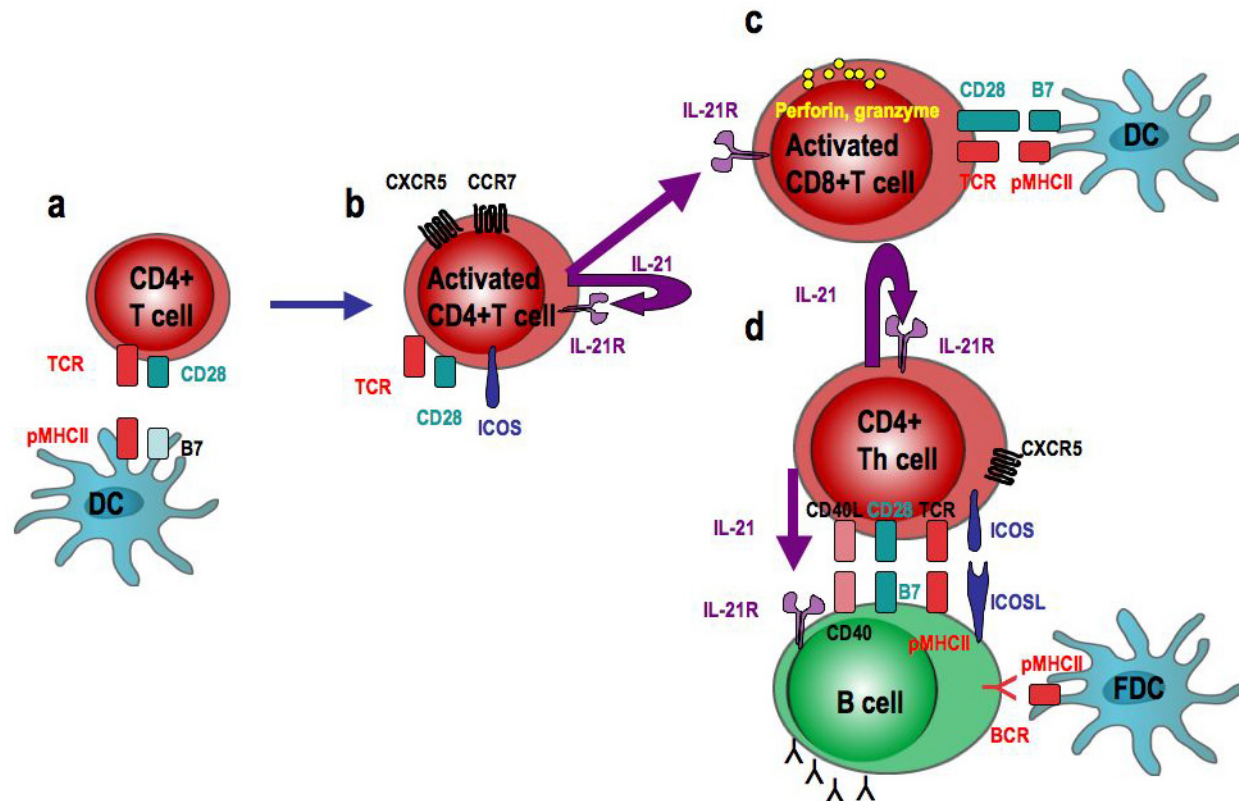 a
CD4+
T cell
TCR
CD28
pMHCII
B7
DC
b
CXCR5 CCR7
Activated
CD4+T cell
IL-21
IL-21R
TCR
CD28
ICOS
c
IL-21R
Perforin, granzyme
Activated
CD8+T cell
CD28 B7
TCR pMHCII
DC
IL-21
d
IL-21R
CD4+
Th cell
CXCR5
CD40L CD28 TCR
ICOS
IL-21
B7
ICOSL
IL-21R
CD40
pMHCII
pMHCII
B cell
FDC
BCR